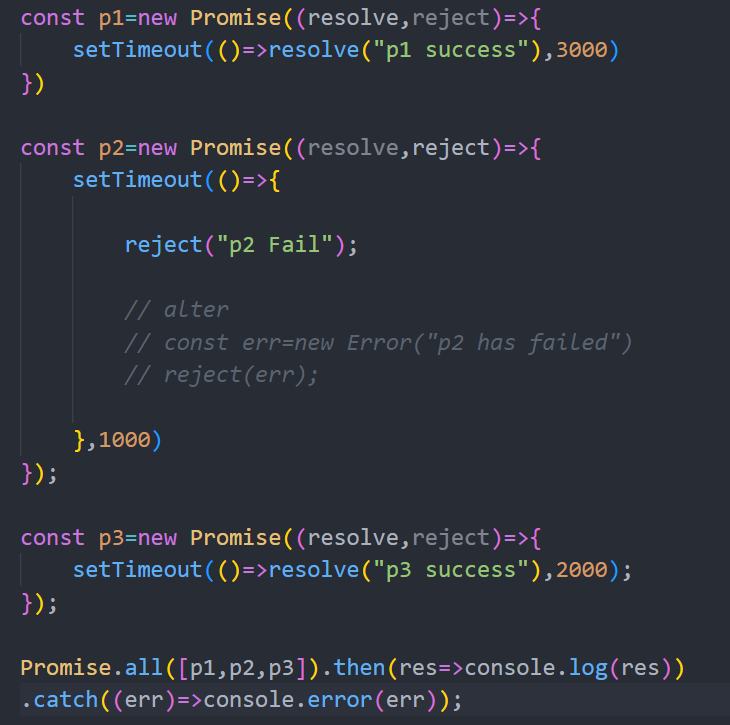 const p1=new Promise((resolve,reject)=>{
    setTimeout(()=>resolve("p1 success"),3000)
})

const p2=new Promise((resolve,reject)=>{
    setTimeout(()=>{

        reject("p2 Fail");

        // alter
        // const err=new Error("p2 has failed")
        // reject(err);

    },1000)
});

const p3=new Promise((resolve,reject)=>{
    setTimeout(()=>resolve("p3 success"),2000);
});

Promise.all([p1,p2,p3]).then(res=>console.log(res))
.catch((err)=>console.error(err));